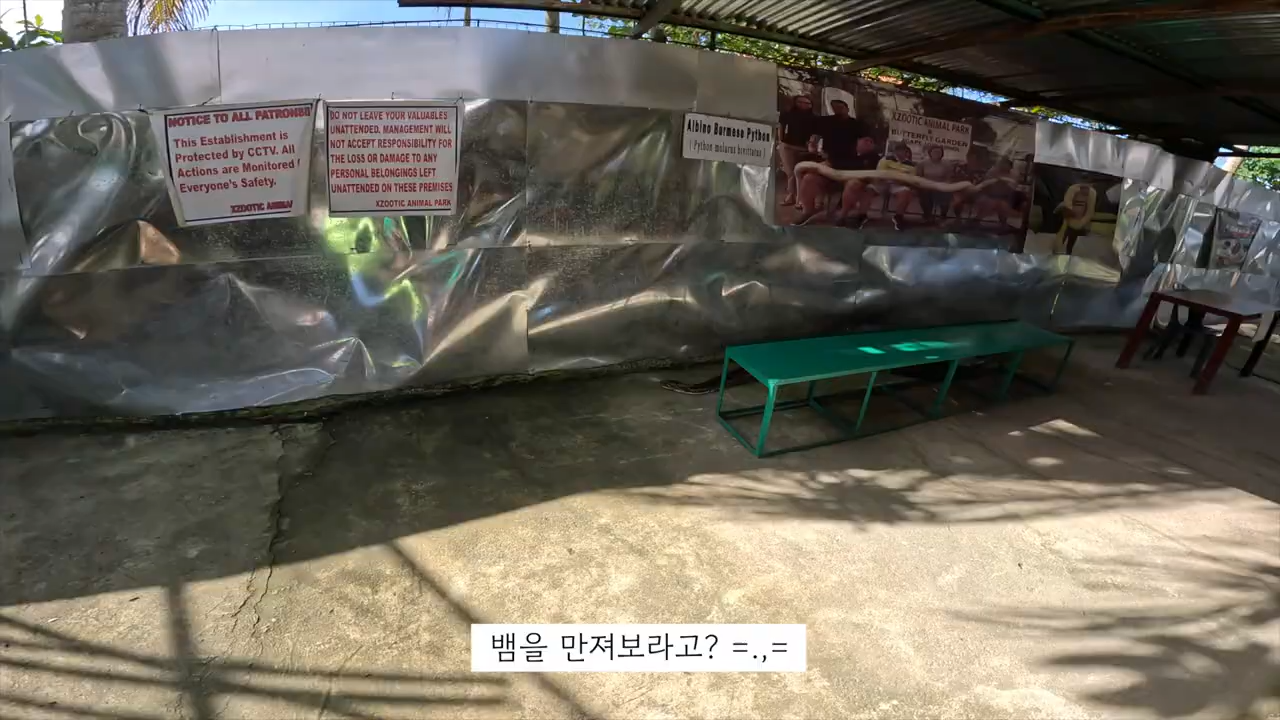 NOTICE TO ALL PATRONS!!
This Establishment is
Protected by CCTV. All
Actions are Monitored f
Everyone's Safety.
XZOOTIC ANIMAL
DO NOT LEAVE YOUR VALUABLES
UNATTENDED. MANAGEMENT WILL
NOT ACCEPT RESPONSIBILITY FOR
THE LOSS OR DAMAGE TO ANY
PERSONAL BELONGINGS LEFT
UNATTENDED ON THESE PREMISES
XZOOTIC ANIMAL PARK
Albino Burmese Python
XZOOTIC ANIMAL PARK
BUTTERFLY GARDEN
뱀을 만져보라고? =.,=